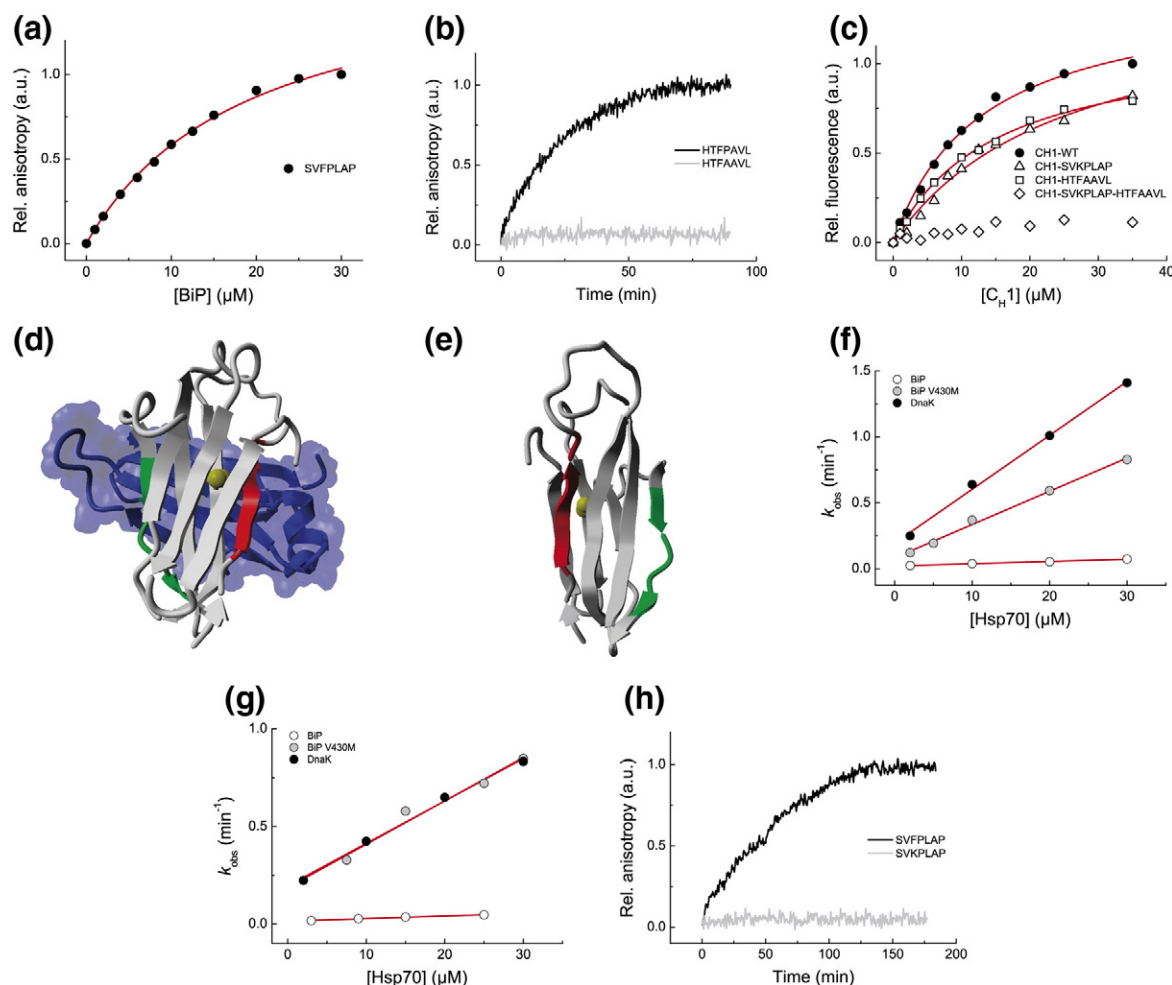 (a)
Rel. anisotropy (a.u.)
1.0
0.5
0.0
SVFPLAP
0 10 20 30
[BiP] (µM)
(b)
Rel. anisotropy (a.u.)
1.0
0.5
0.0
HTFPAVL
HTFAAVL
0 50 100
Time (min)
(c)
Rel. fluorescence (a.u.)
1.0
0.5
0.0
CH1-WT
CH1-SVKPLAP
CH1-HTFAAVL
CH1-SVKPLAP-HTFAAVL
0 10 20 30 40
[CH1] (µM)
(d)
(e)
(f)
BiP
BiP V430M
DnaK
kobs (min-1)
1.5
1.0
0.5
0.0
0 10 20 30
[Hsp70] (µM)
(g)
BiP
BiP V430M
DnaK
kobs (min-1)
1.0
0.5
0.0
0 10 20 30
[Hsp70] (µM)
(h)
Rel. anisotropy (a.u.)
1.0
0.5
0.0
SVFPLAP
SVKPLAP
0 50 100 150 200
Time (min)